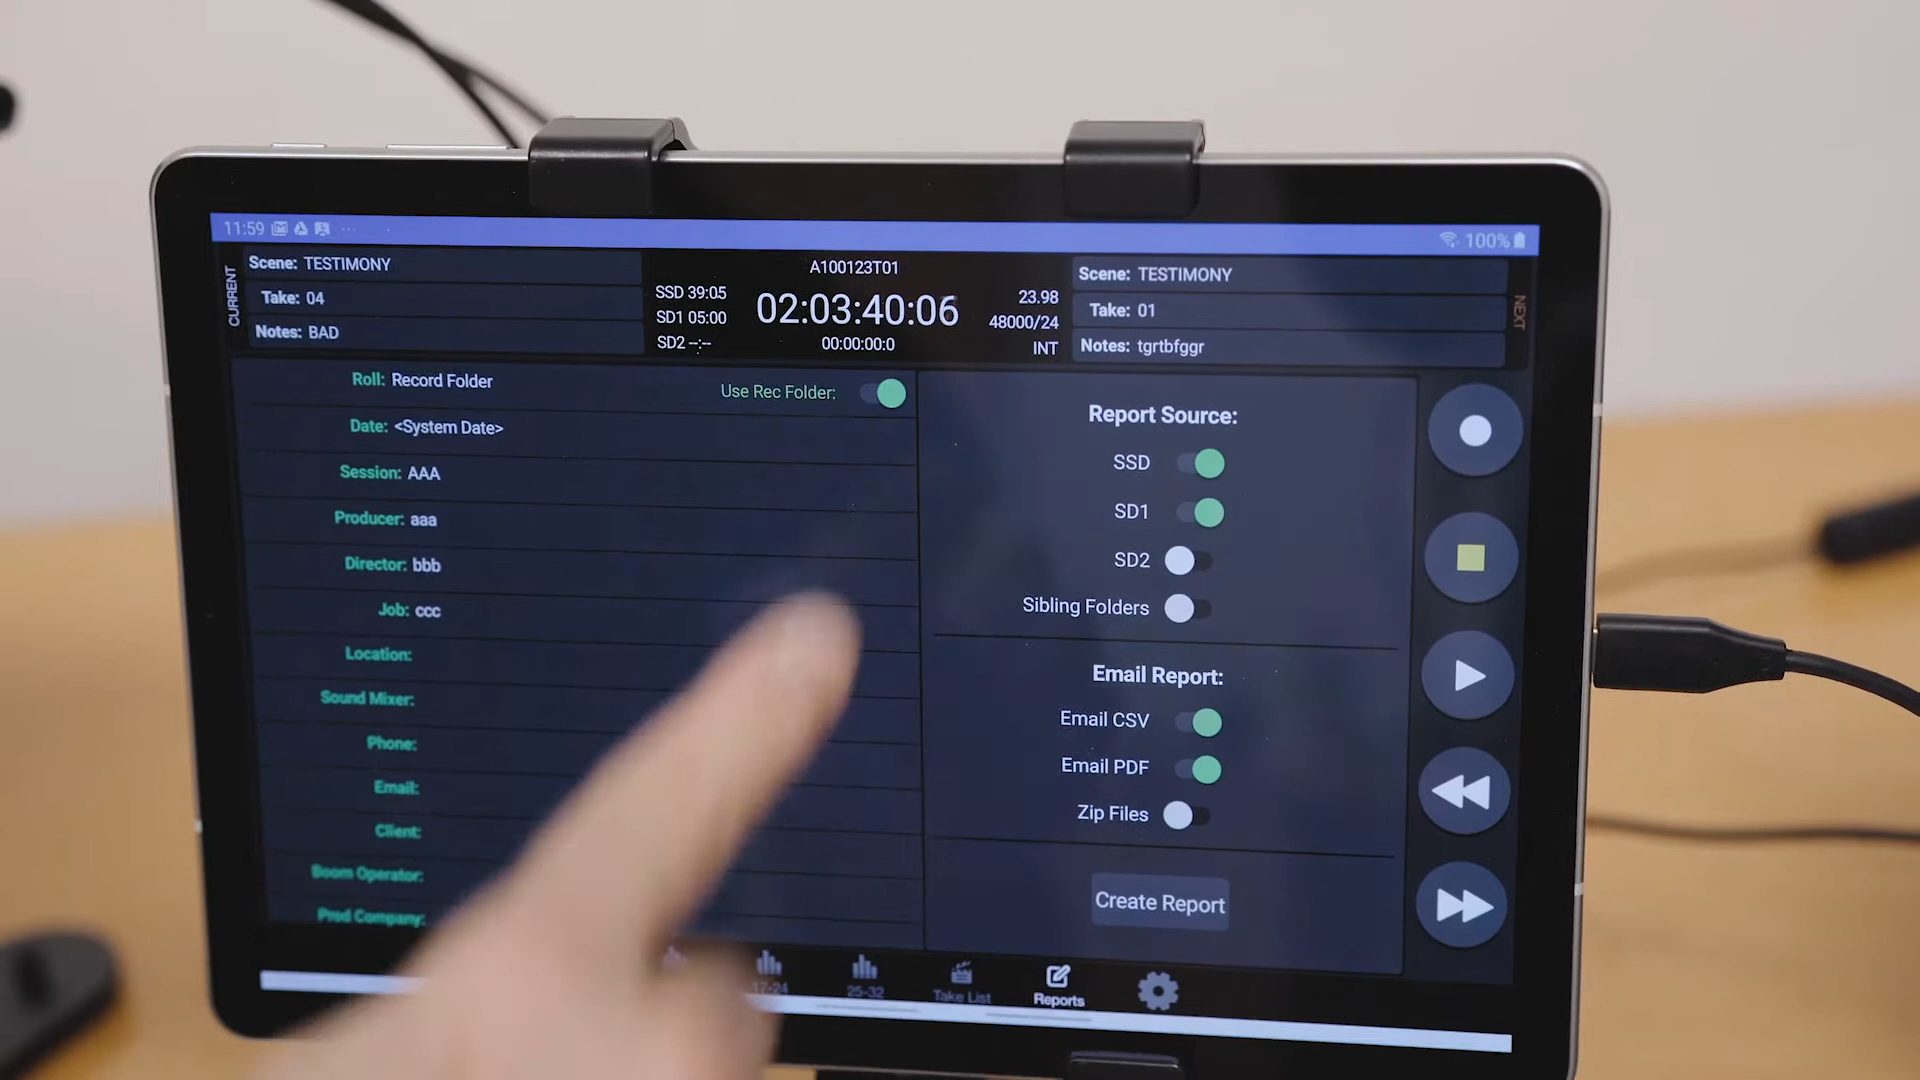 11:59
100%
CURRENT
Scene: TESTIMONY
Take: 04
Notes: BAD
A100123T01
SSD 39:05
SD1 05:00
SD2 --:--
02:03:40:06
00:00:00:0
23.98
48000/24
INT
Scene: TESTIMONY
Take: 01
Notes: tgrtbfggr
NEXT
Roll: Record Folder
Use Rec Folder:
Date: <System Date>
Session: AAA
Producer: aaa
Director: bbb
Job: ccc
Location:
Sound Mixer:
Phone:
Email:
Client:
Boom Operator:
Prod Company:
Report Source:
SSD
SD1
SD2
Sibling Folders
Email Report:
Email CSV
Email PDF
Zip Files
Create Report
17-24
25-32
Take List
Reports